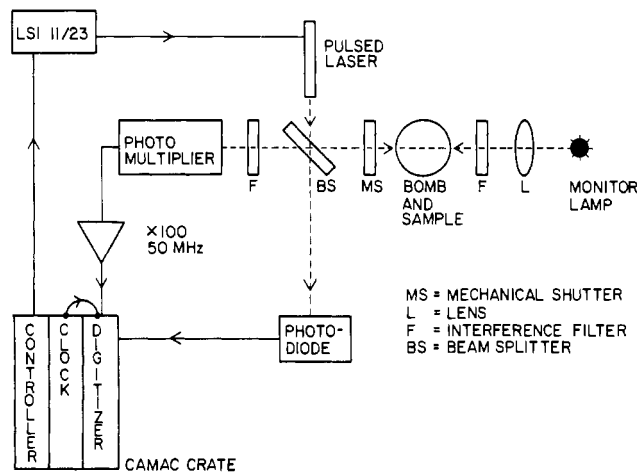 LSI 11/23
PULSED
LASER
PHOTO
MULTIPLIER
F
BS
MS
BOMB
AND
SAMPLE
F
L
MONITOR
LAMP
×100
50 MHz
MS = MECHANICAL SHUTTER
L = LENS
F = INTERFERENCE FILTER
BS = BEAM SPLITTER
PHOTO-
DIODE
CONTROLLER
CLOCK
DIGITIZER
CAMAC CRATE